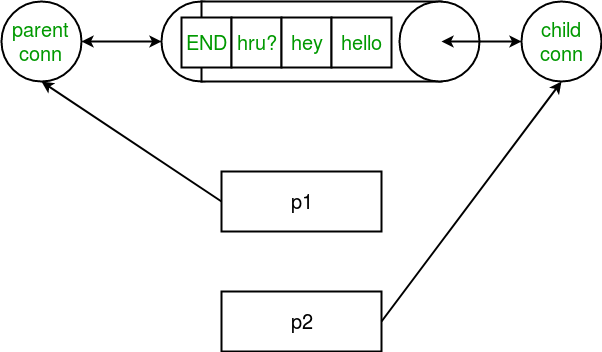 parent
conn
END hru? hey hello
child
conn
p1
p2